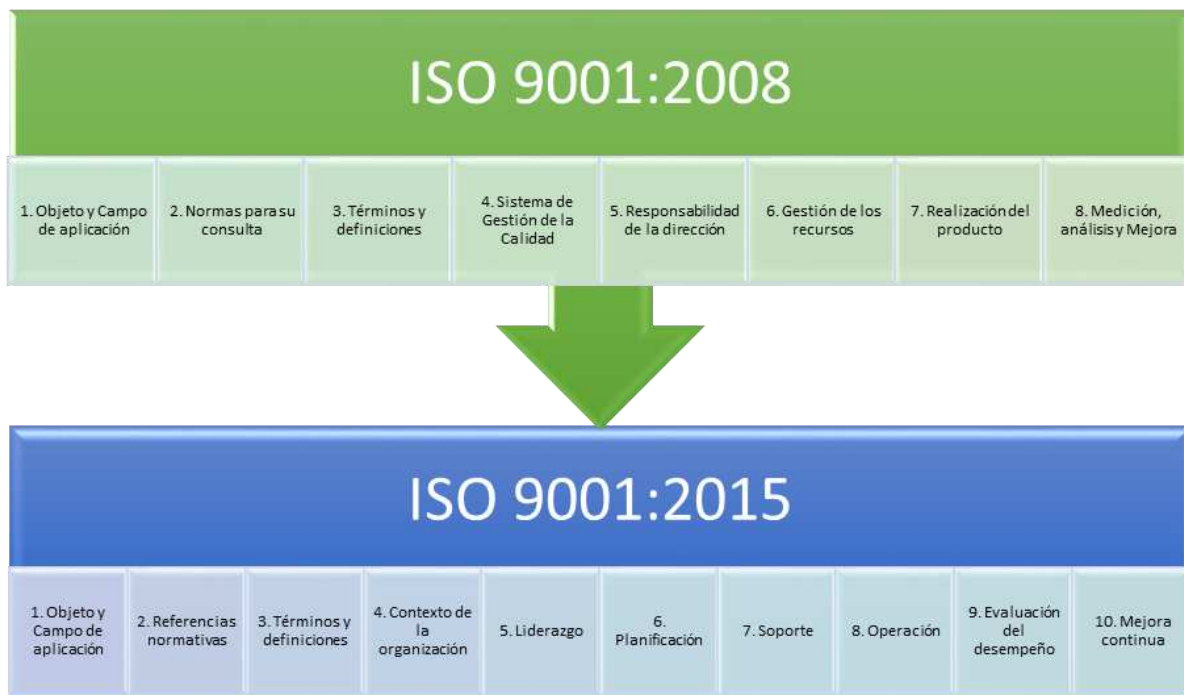 ISO 9001:2008
1. Objeto y Campo
de aplicación
2. Normas para su
consulta
3. Términos y
definiciones
4. Sistema de
Gestión de la
Calidad
5. Responsabilidad
de la dirección
6. Gestión de los
recursos
7. Realización del
producto
8. Medición,
análisis y Mejora
ISO 9001:2015
1. Objeto y
Campo de
aplicación
2. Referencias
normativas
3. Términos y
definiciones
4. Contexto de
la
organización
5. Liderazgo
6.
Planificación
7. Soporte
8. Operación
9. Evaluación
del
desempeño
10. Mejora
continua